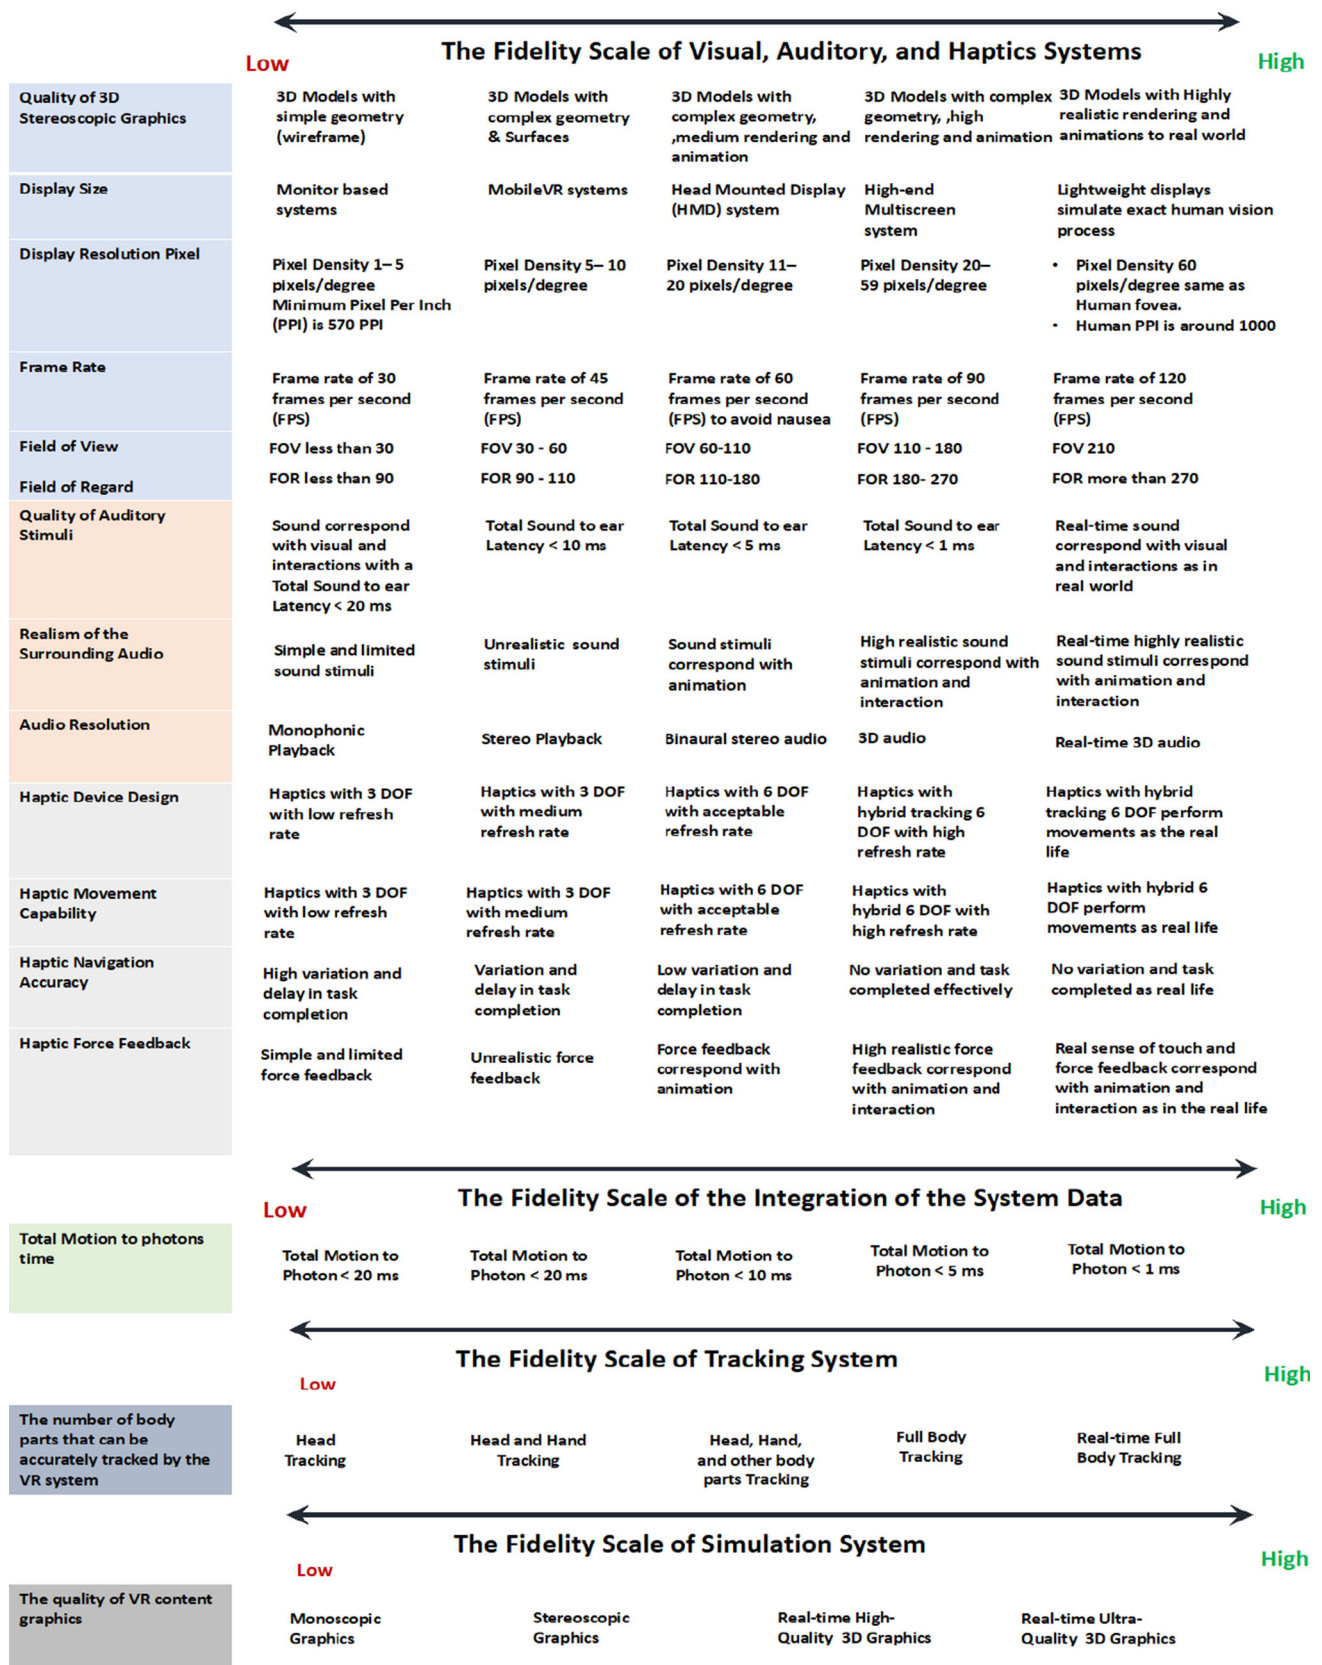 The Fidelity Scale of Visual, Auditory, and Haptics Systems
Low
High
Quality of 3D
Stereoscopic Graphics
3D Models with
simple geometry
(wireframe)
3D Models with
complex geometry
& Surfaces
3D Models with
complex geometry,
,medium rendering and
animation
3D Models with complex
geometry, ,high
rendering and animation
3D Models with Highly
realistic rendering and
animations to real world
Display Size
Monitor based
systems
MobileVR systems
Head Mounted Display
(HMD) system
High-end
Multiscreen
system
Lightweight displays
simulate exact human vision
process
Display Resolution Pixel
Pixel Density 1– 5
pixels/degree
Minimum Pixel Per Inch
(PPI) is 570 PPI
Pixel Density 5– 10
pixels/degree
Pixel Density 11–
20 pixels/degree
Pixel Density 20–
59 pixels/degree
• Pixel Density 60
pixels/degree same as
Human fovea.
• Human PPI is around 1000
Frame Rate
Frame rate of 30
frames per second
(FPS)
Frame rate of 45
frames per second
(FPS)
Frame rate of 60
frames per second
(FPS) to avoid nausea
Frame rate of 90
frames per second
(FPS)
Frame rate of 120
frames per second
(FPS)
Field of View
FOV less than 30
FOV 30 - 60
FOV 60-110
FOV 110 - 180
FOV 210
Field of Regard
FOR less than 90
FOR 90 - 110
FOR 110-180
FOR 180- 270
FOR more than 270
Quality of Auditory
Stimuli
Sound correspond
with visual and
interactions with a
Total Sound to ear
Latency < 20 ms
Total Sound to ear
Latency < 10 ms
Total Sound to ear
Latency < 5 ms
Total Sound to ear
Latency < 1 ms
Real-time sound
correspond with visual
and interactions as in
real world
Realism of the
Surrounding Audio
Simple and limited
sound stimuli
Unrealistic sound
stimuli
Sound stimuli
correspond with
animation
High realistic sound
stimuli correspond with
animation and
interaction
Real-time highly realistic
sound stimuli correspond
with animation and
interaction
Audio Resolution
Monophonic
Playback
Stereo Playback
Binaural stereo audio
3D audio
Real-time 3D audio
Haptic Device Design
Haptics with 3 DOF
with low refresh
rate
Haptics with 3 DOF
with medium
refresh rate
Haptics with 6 DOF
with acceptable
refresh rate
Haptics with
hybrid tracking 6
DOF with high
refresh rate
Haptics with hybrid
tracking 6 DOF perform
movements as the real
life
Haptic Movement
Capability
Haptics with 3 DOF
with low refresh
rate
Haptics with 3 DOF
with medium
refresh rate
Haptics with 6 DOF
with acceptable
refresh rate
Haptics with
hybrid 6 DOF with
high refresh rate
Haptics with hybrid 6
DOF perform
movements as real life
Haptic Navigation
Accuracy
High variation and
delay in task
completion
Variation and
delay in task
completion
Low variation and
delay in task
completion
No variation and task
completed effectively
No variation and task
completed as real life
Haptic Force Feedback
Simple and limited
force feedback
Unrealistic force
feedback
Force feedback
correspond with
animation
High realistic force
feedback correspond
with animation and
interaction
Real sense of touch and
force feedback correspond
with animation and
interaction as in the real life
The Fidelity Scale of the Integration of the System Data
Low
High
Total Motion to photons
time
Total Motion to
Photon < 20 ms
Total Motion to
Photon < 20 ms
Total Motion to
Photon < 10 ms
Total Motion to
Photon < 5 ms
Total Motion to
Photon < 1 ms
The Fidelity Scale of Tracking System
Low
High
The number of body
parts that can be
accurately tracked by the
VR system
Head
Tracking
Head and Hand
Tracking
Head, Hand,
and other body
parts Tracking
Full Body
Tracking
Real-time Full
Body Tracking
The Fidelity Scale of Simulation System
Low
High
The quality of VR content
graphics
Monoscopic
Graphics
Stereoscopic
Graphics
Real-time High-
Quality 3D Graphics
Real-time Ultra-
Quality 3D Graphics